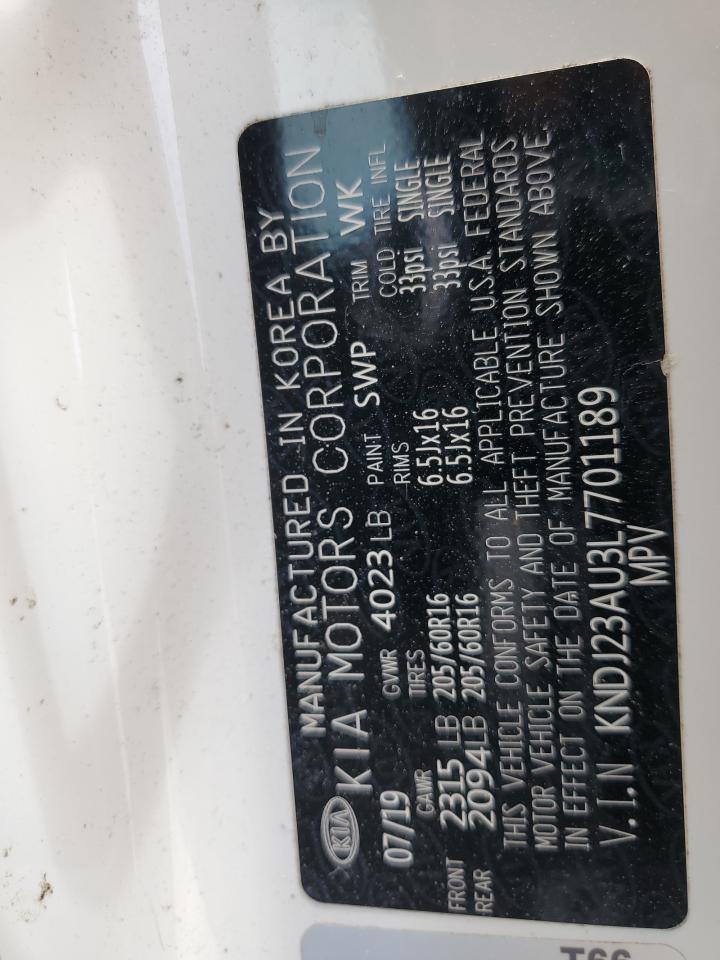 MANUFACTURED IN KOREA BY
KIA KIA MOTORS CORPORATION
07/19 GVWR 4023 LB PAINT SWP TRIM WK
GAWR TIRES RIMS COLD TIRE INFL
FRONT 2315 LB 205/60R16 6.5JX16 33psi SINGLE
REAR 2094 LB 205/60R16 6.5JX16 33psi SINGLE
THIS VEHICLE CONFORMS TO ALL APPLICABLE U.S.A. FEDERAL
MOTOR VEHICLE SAFETY AND THEFT PREVENTION STANDARDS
IN EFFECT ON THE DATE OF MANUFACTURE SHOWN ABOVE.
V.I.N KNDJ23AU3L7701189
MPV